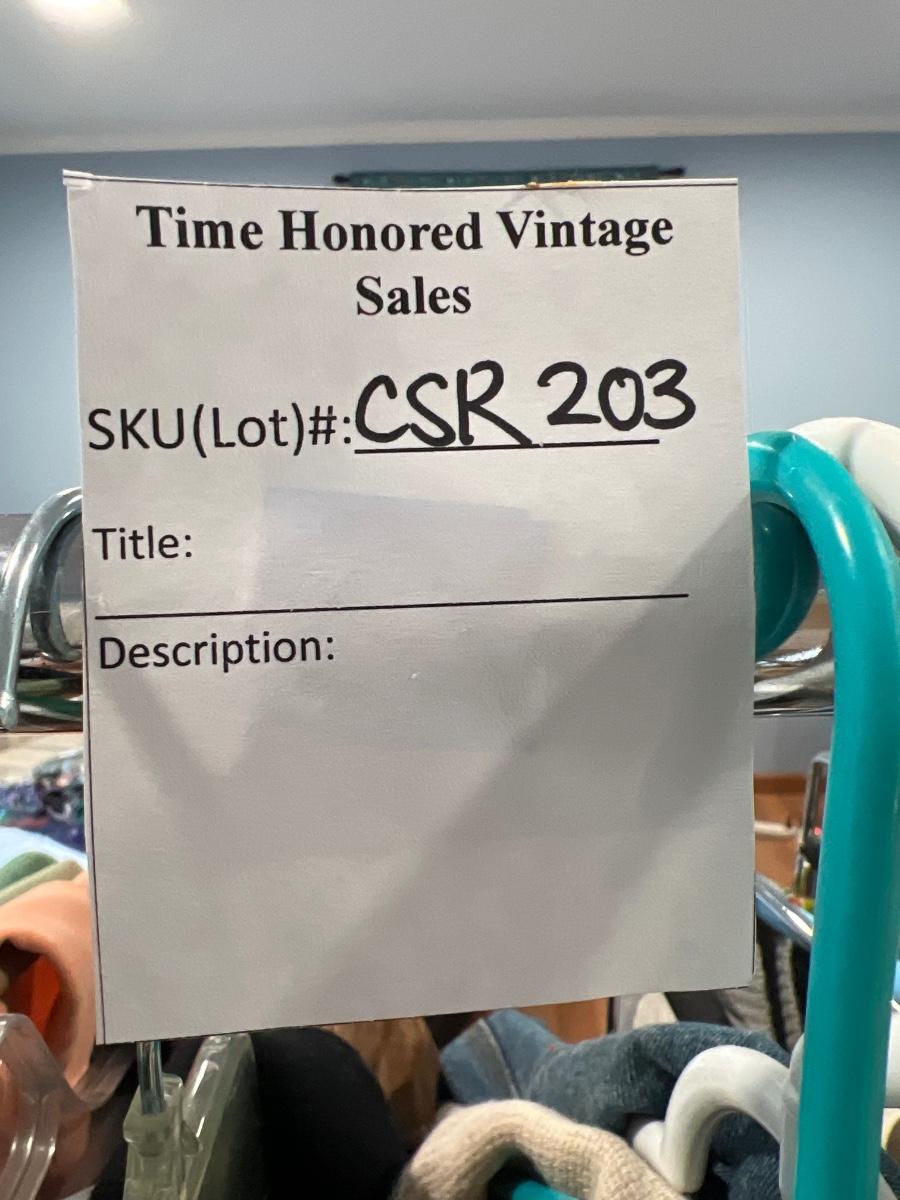 Time Honored Vintage
Sales
SKU(Lot)#: CSR 203
Title:
Description: